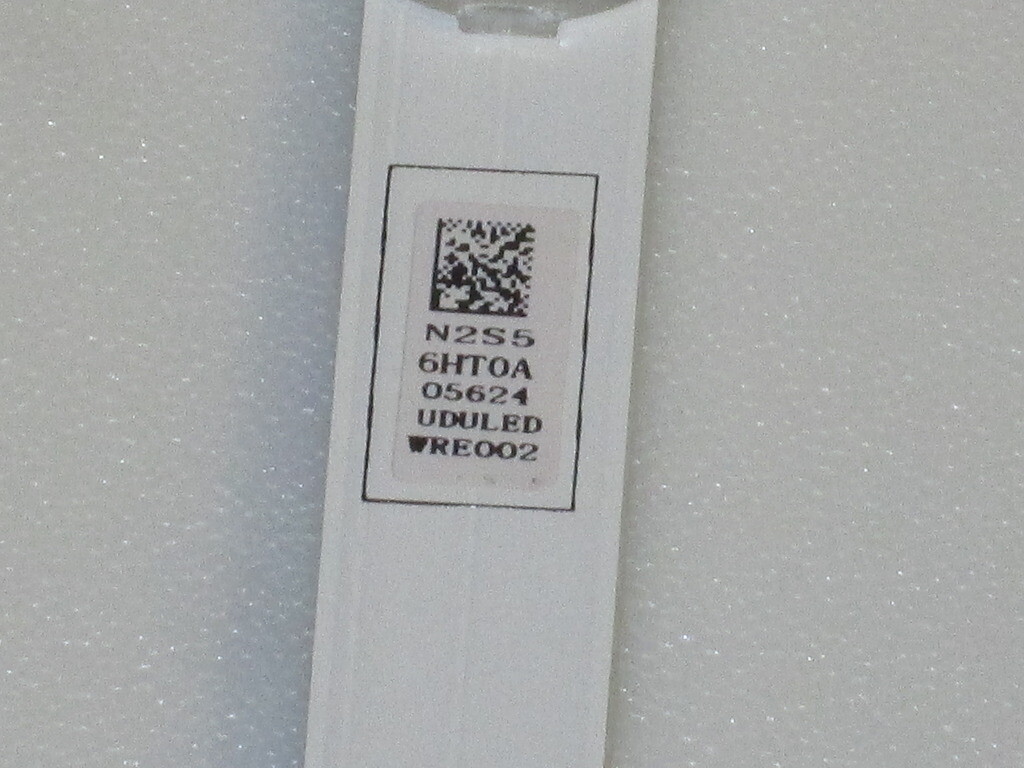 N2S5
6HT0A
05624
UDULED
WRE002